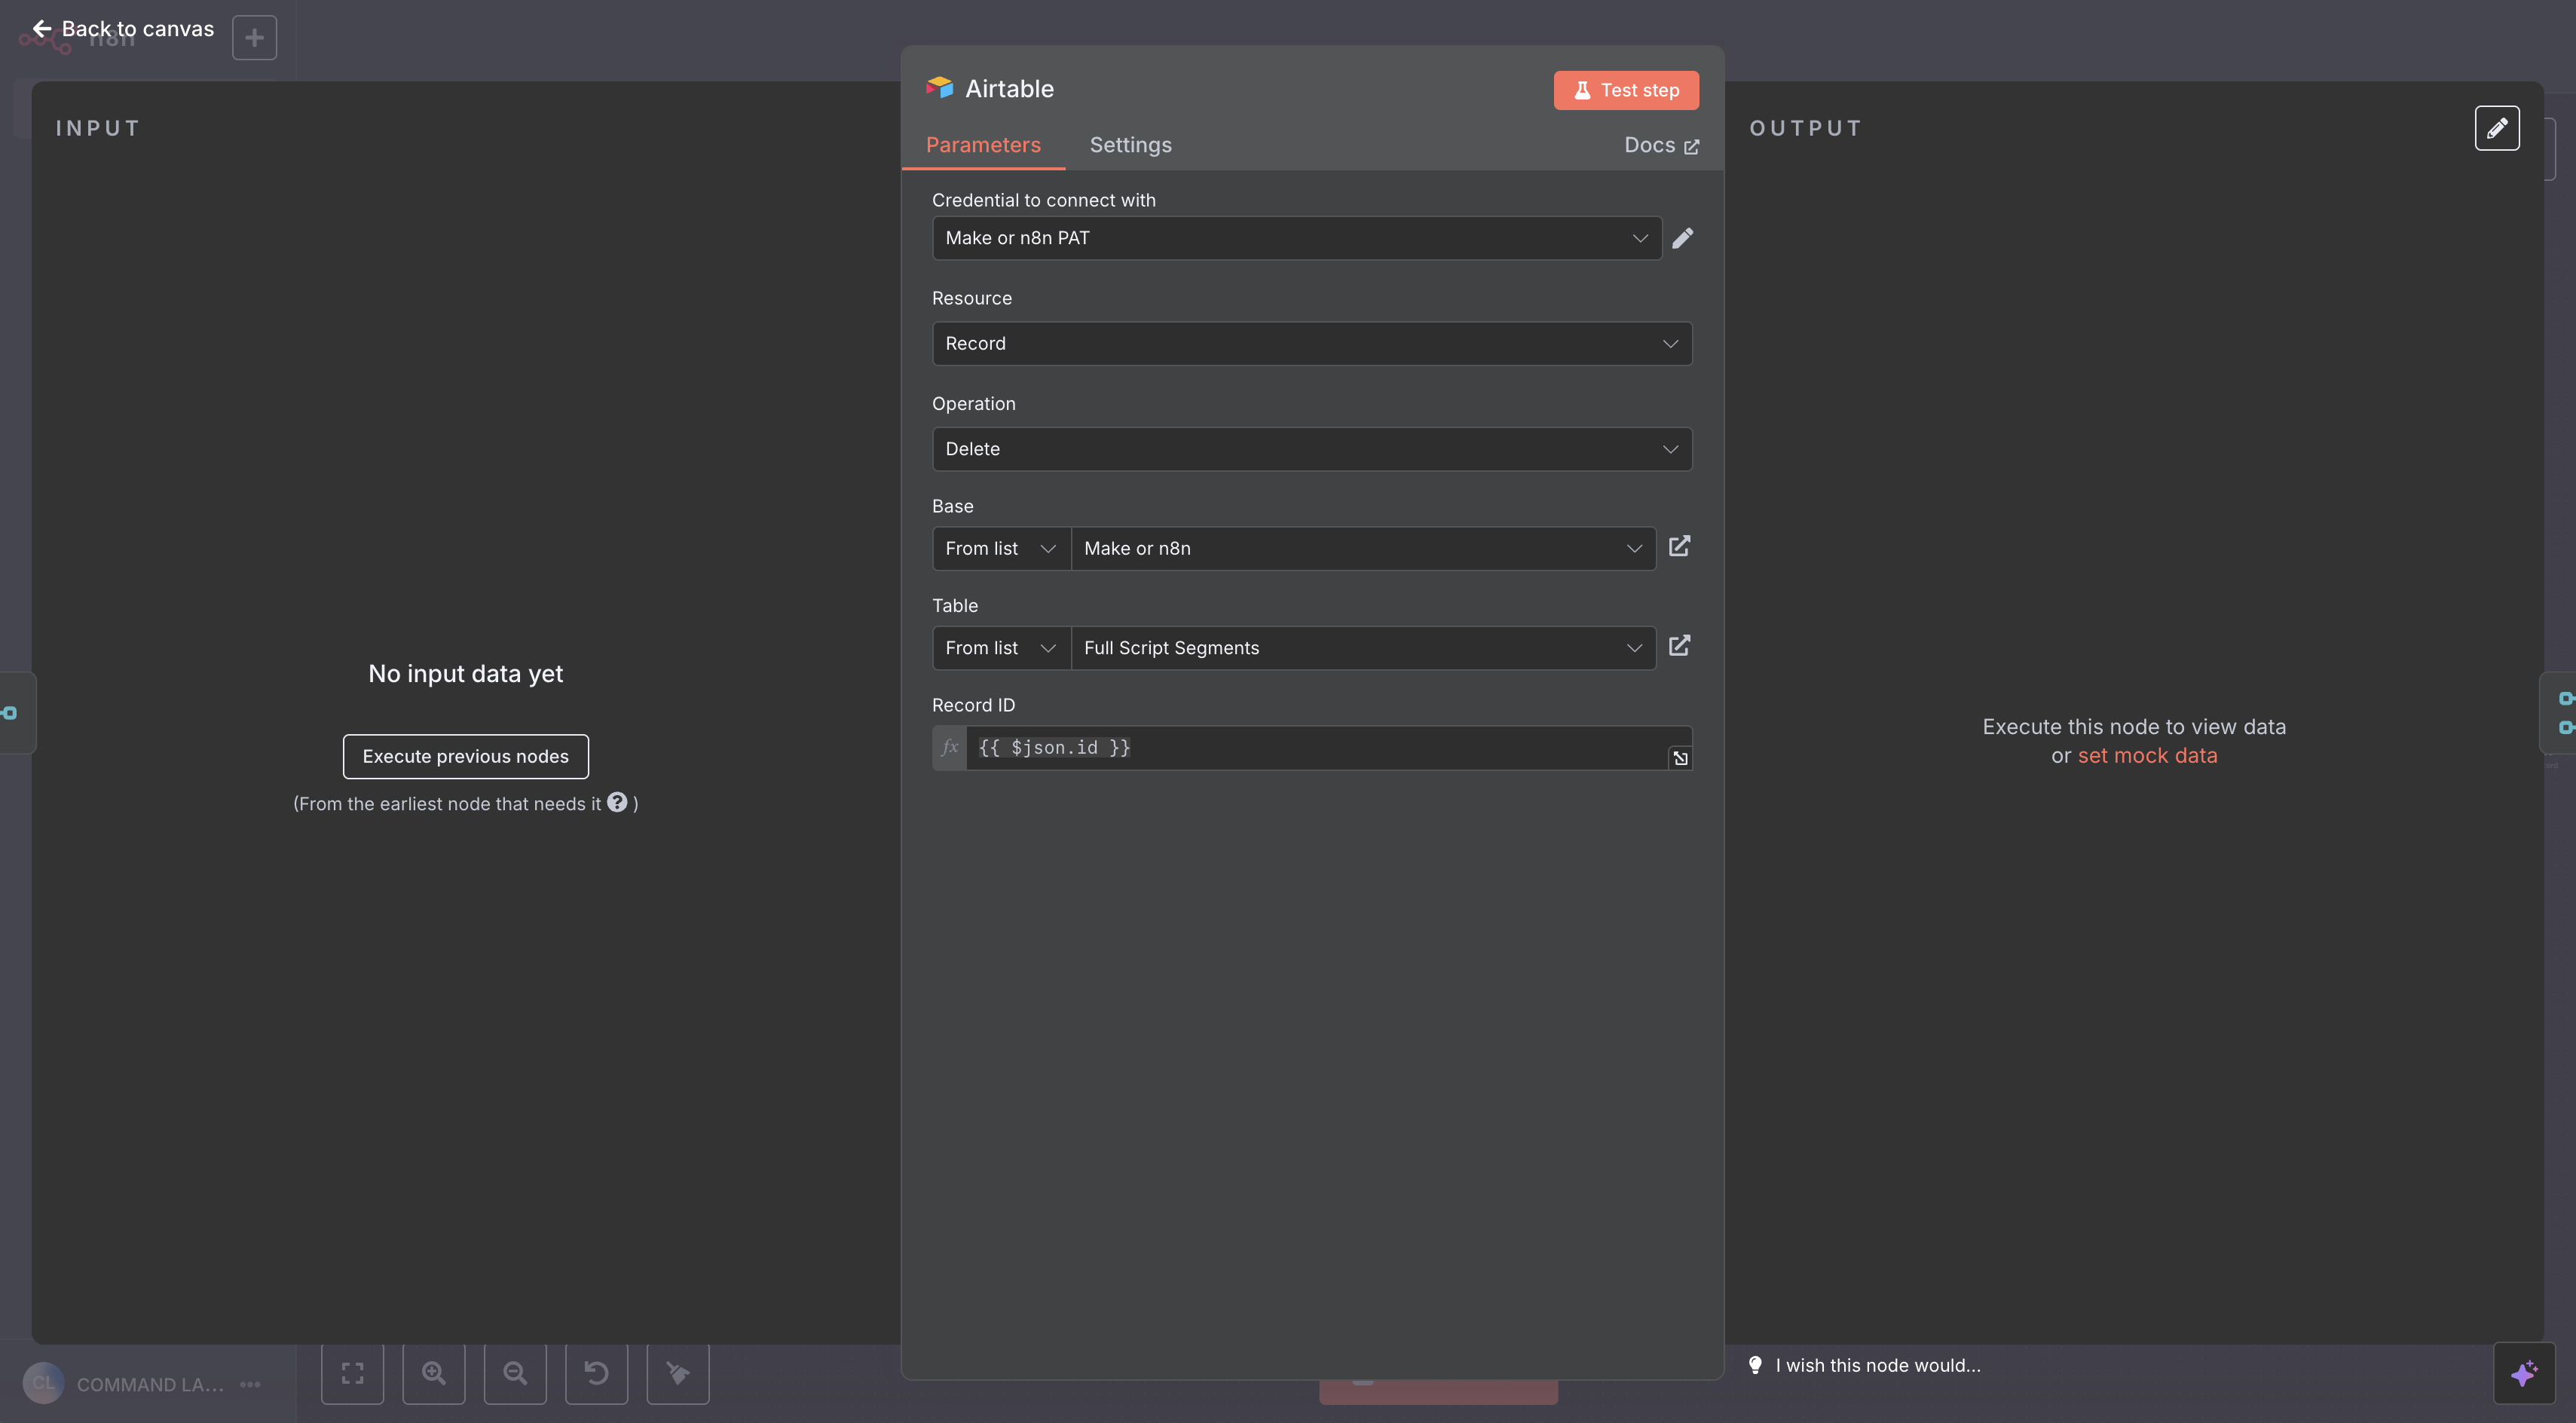 Back to canvas
n8n
INPUT
No input data yet
Execute previous nodes
(From the earliest node that needs it ? )
Airtable
Test step
Parameters
Settings
Docs
Credential to connect with
Make or n8n PAT
Resource
Record
Operation
Delete
Base
From list
Make or n8n
Table
From list
Full Script Segments
Record ID
fx
{{ $json.id }}
OUTPUT
Execute this node to view data
or set mock data
I wish this node would...
CL
COMMAND LA...